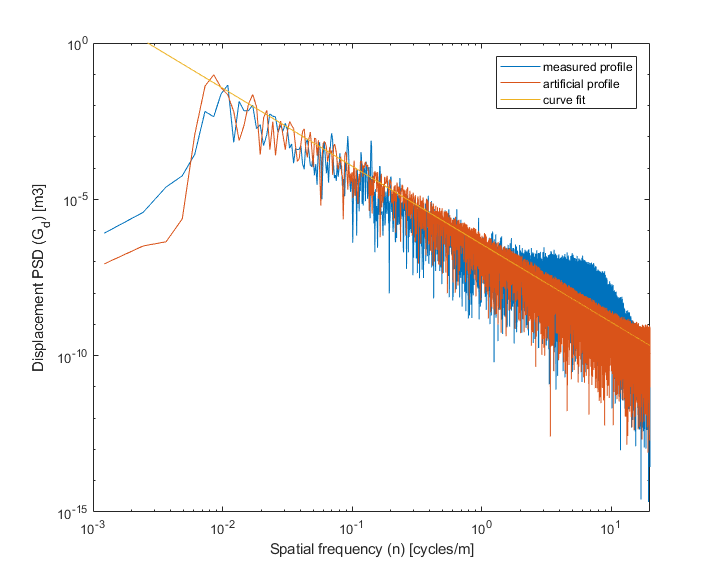 10^0
10^-5
10^-10
10^-15
10^-3
10^-2
10^-1
10^0
10^1
Displacement PSD (G_d) [m3]
Spatial frequency (n) [cycles/m]
measured profile
artificial profile
curve fit